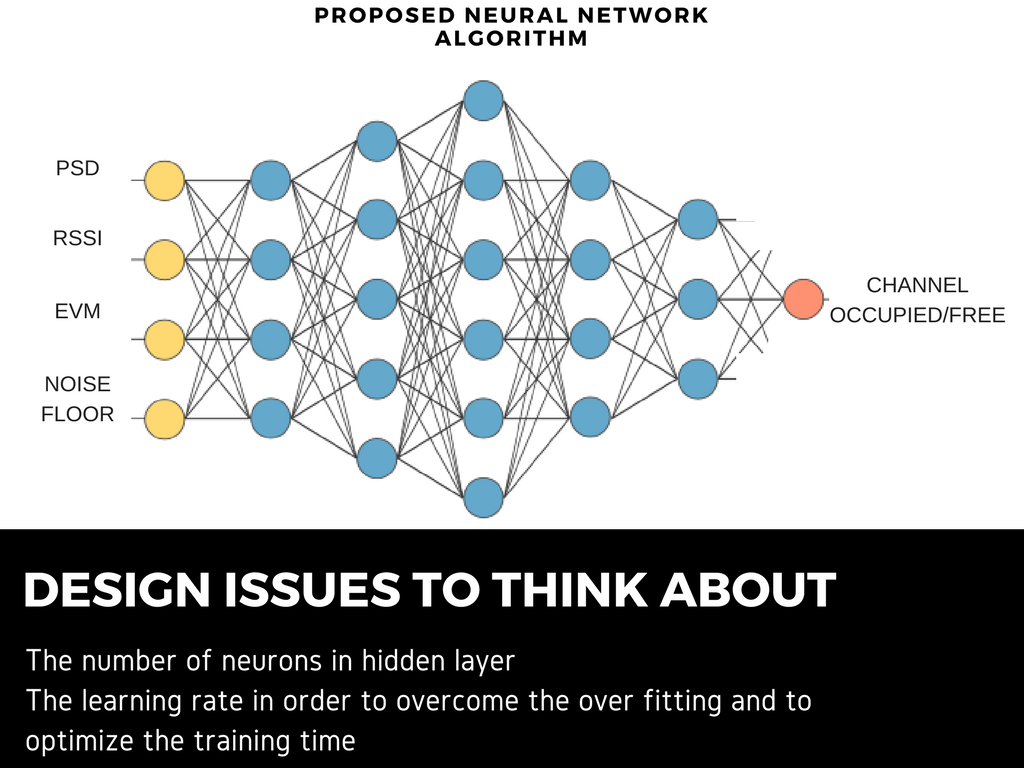 PROPOSED NEURAL NETWORK
ALGORITHM
PSD
RSSI
EVM
NOISE
FLOOR
CHANNEL
OCCUPIED/FREE
DESIGN ISSUES TO THINK ABOUT
The number of neurons in hidden layer
The learning rate in order to overcome the over fitting and to
optimize the training time